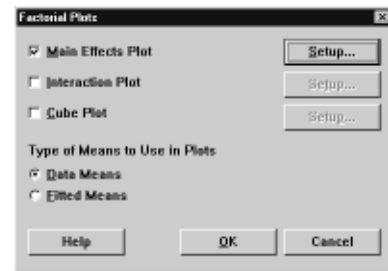 Factorial Plots
Main Effects Plot Setup...
Interaction Plot Setup...
Cube Plot Setup...
Type of Means to Use in Plots
Data Means
Fitted Means
Help OK Cancel